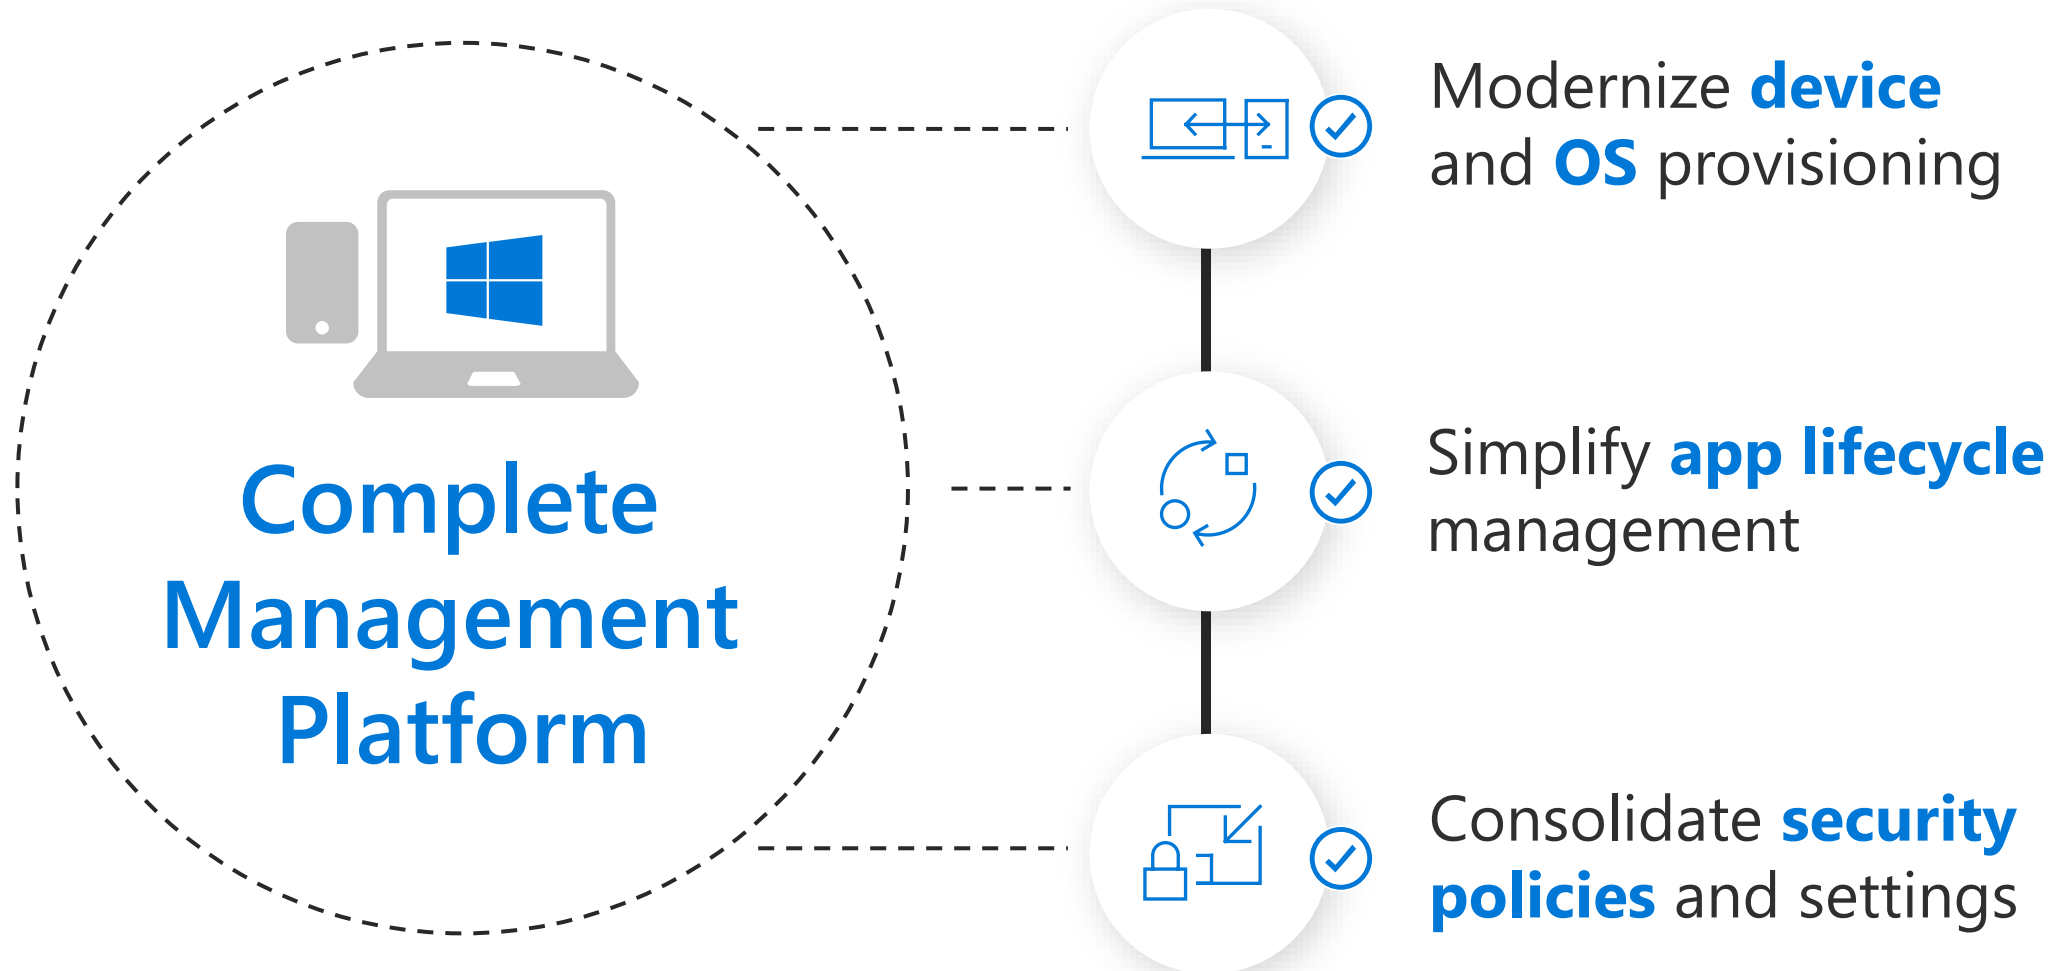 Complete
Management
Platform
Modernize device
and OS provisioning
Simplify app lifecycle
management
Consolidate security
policies and settings